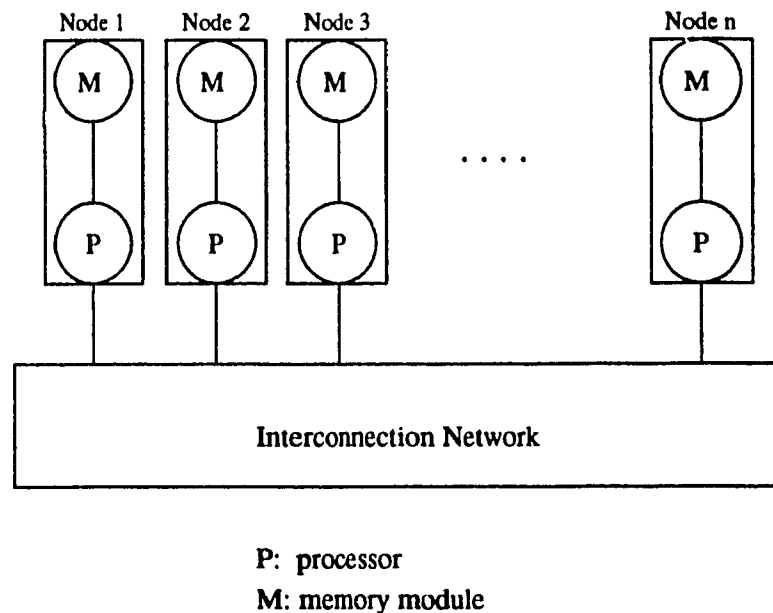 Node 1 Node 2 Node 3 Node n
M M M M
. . . .
P P P P
Interconnection Network
P: processor
M: memory module